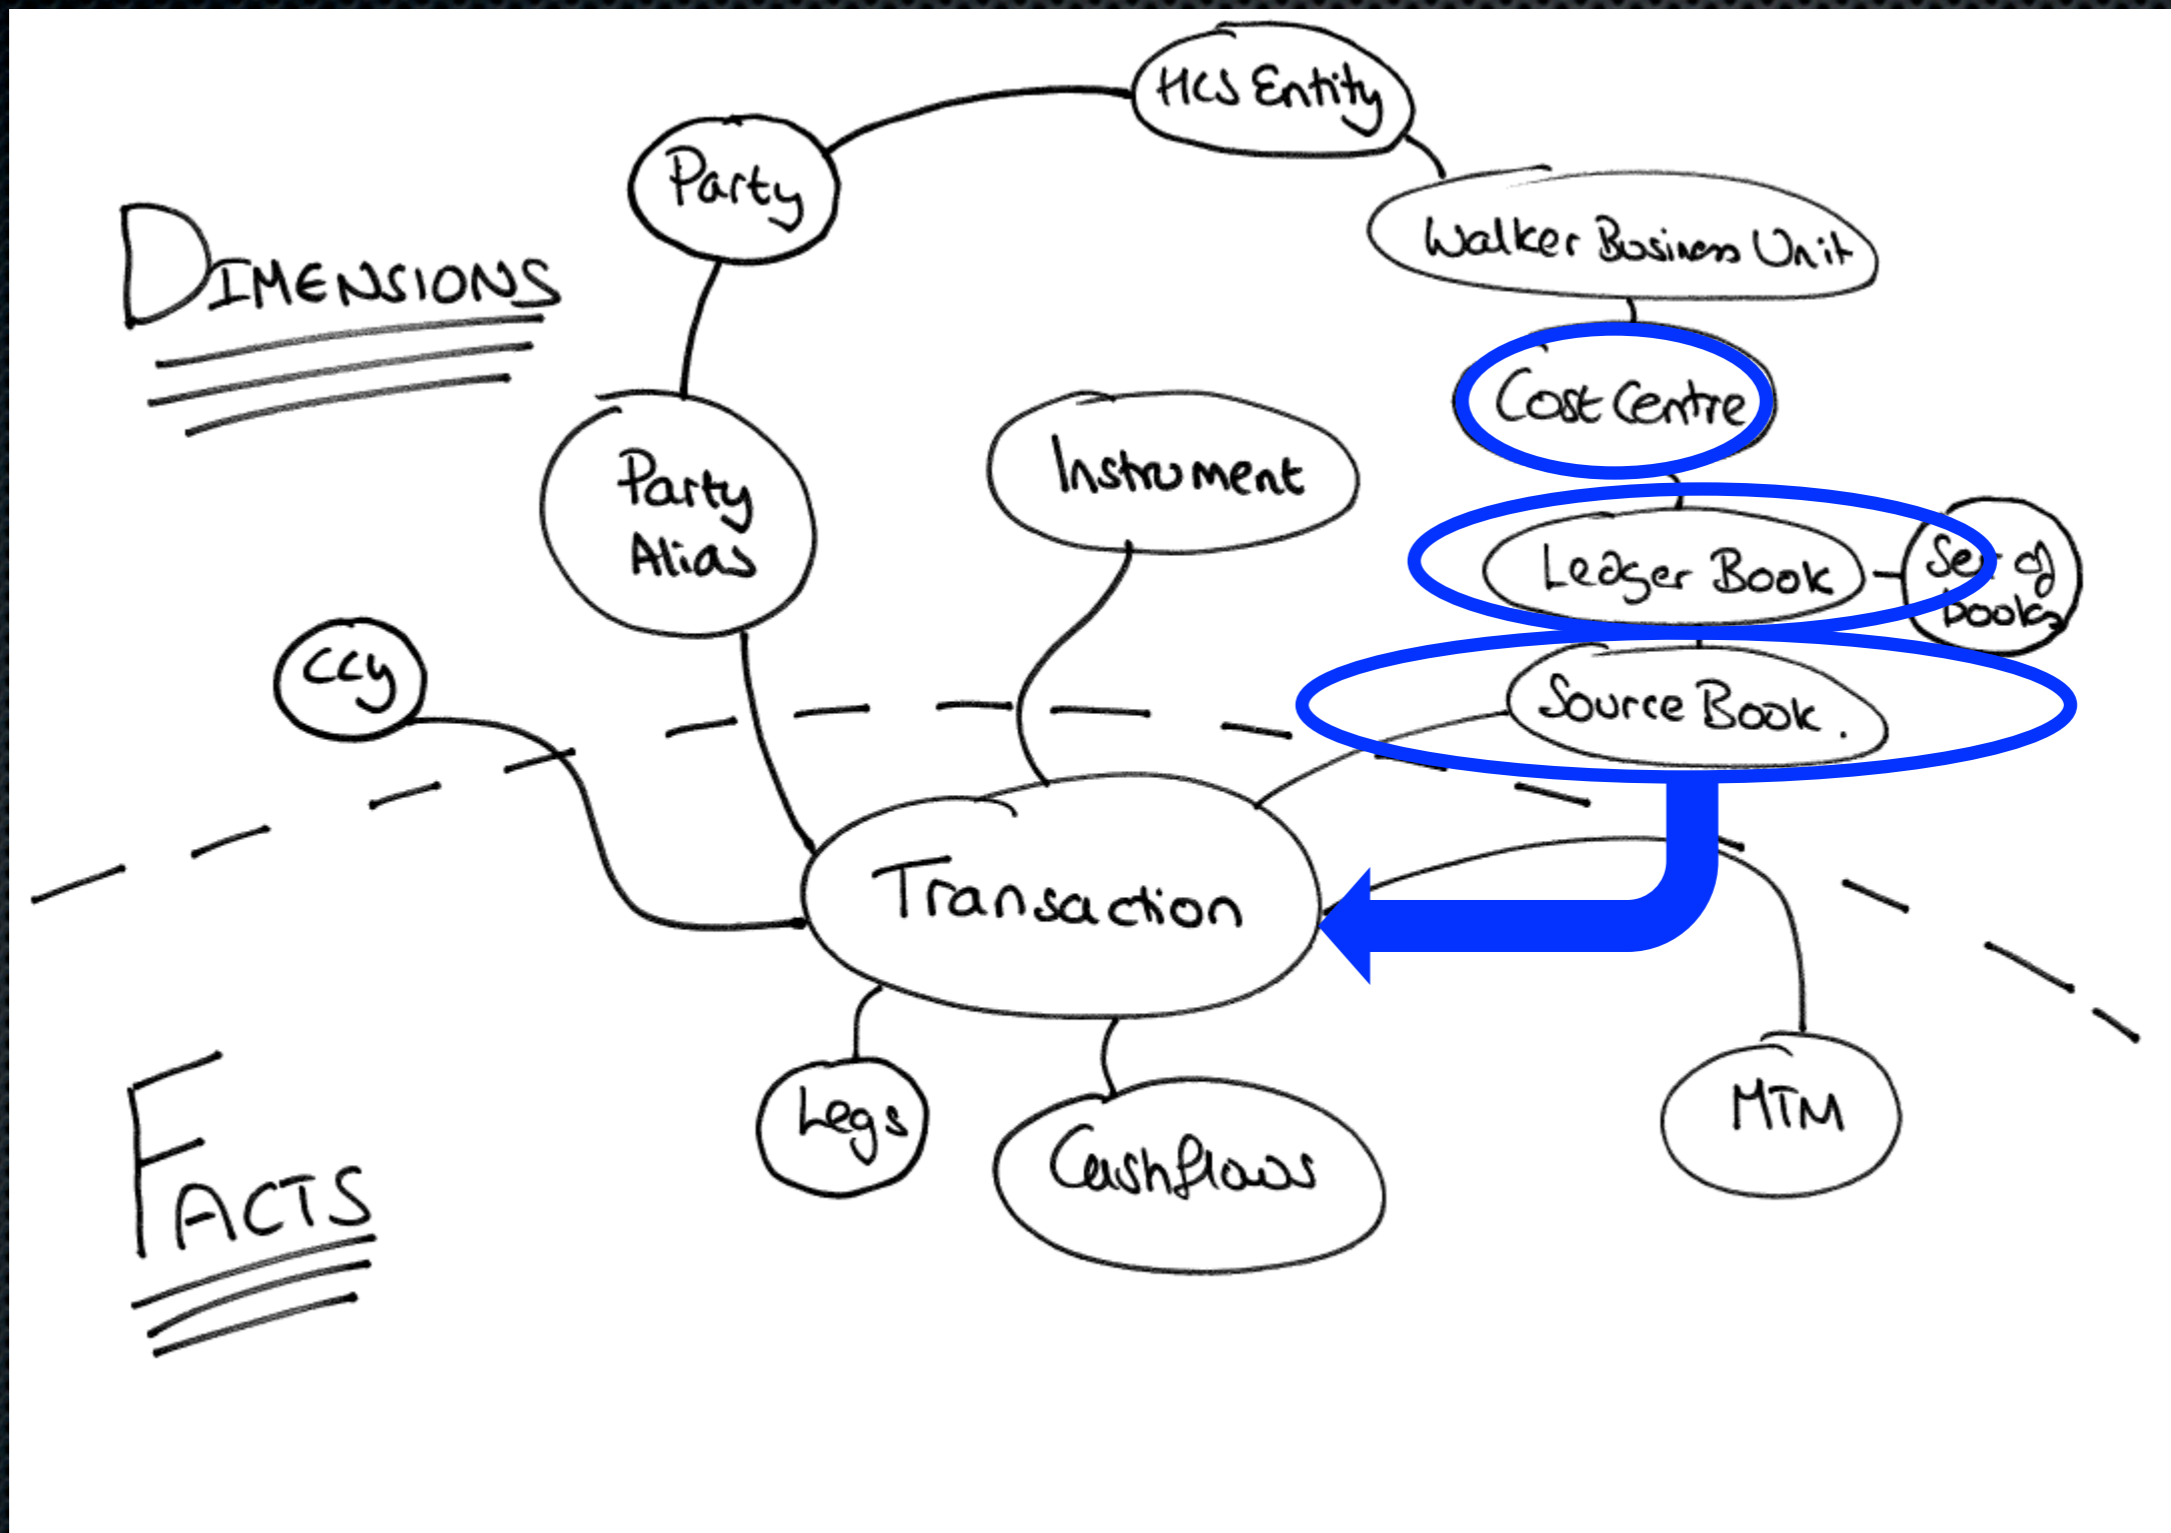 HCS Entity
Party
Walker Business Unit
DIMENSIONS
Cost Centre
Instrument
Party
Alias
Ledger Book
Set of
books
Ccy
Source Book.
Transaction
Legs
MTM
Cashflows
FACTS